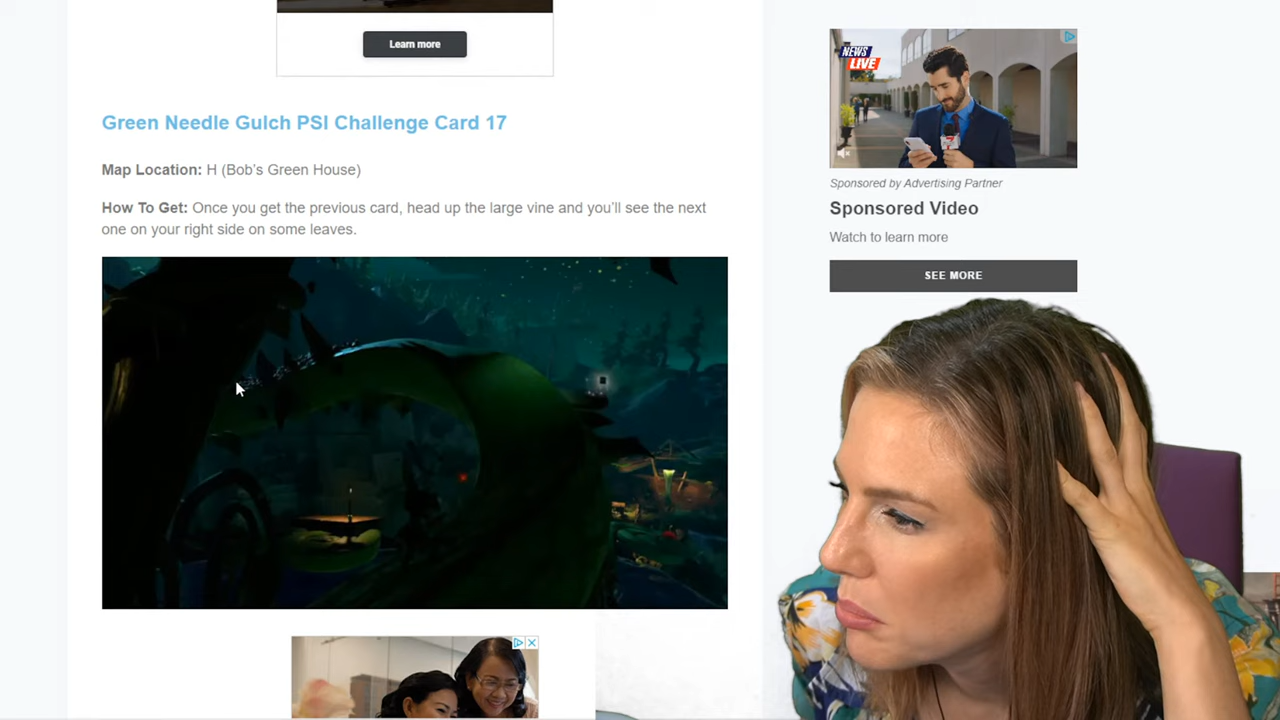 Learn more
Green Needle Gulch PSI Challenge Card 17
Map Location: H (Bob's Green House)
How To Get: Once you get the previous card, head up the large vine and you'll see the next
one on your right side on some leaves.
NEWS
LIVE
Sponsored by Advertising Partner
Sponsored Video
Watch to learn more
SEE MORE